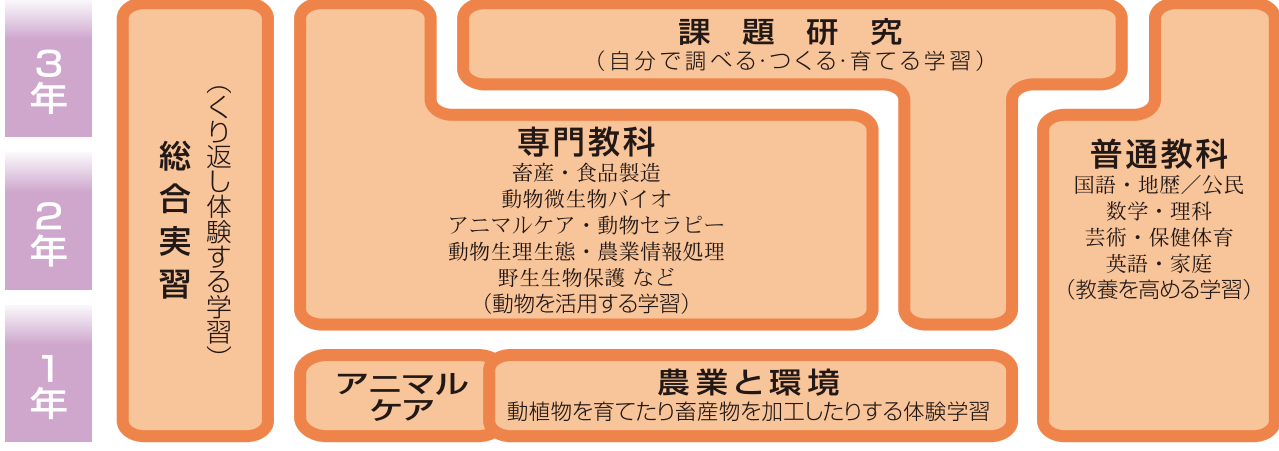 3年
2年
1年
総合実習
（くり返し体験する学習）
課題研究
（自分で調べる・つくる・育てる学習）
専門教科
畜産・食品製造
動物微生物バイオ
アニマルケア・動物セラピー
動物生理生態・農業情報処理
野生生物保護 など
（動物を活用する学習）
普通教科
国語・地歴／公民
数学・理科
芸術・保健体育
英語・家庭
（教養を高める学習）
アニマル
ケア
農業と環境
動植物を育てたり畜産物を加工したりする体験学習